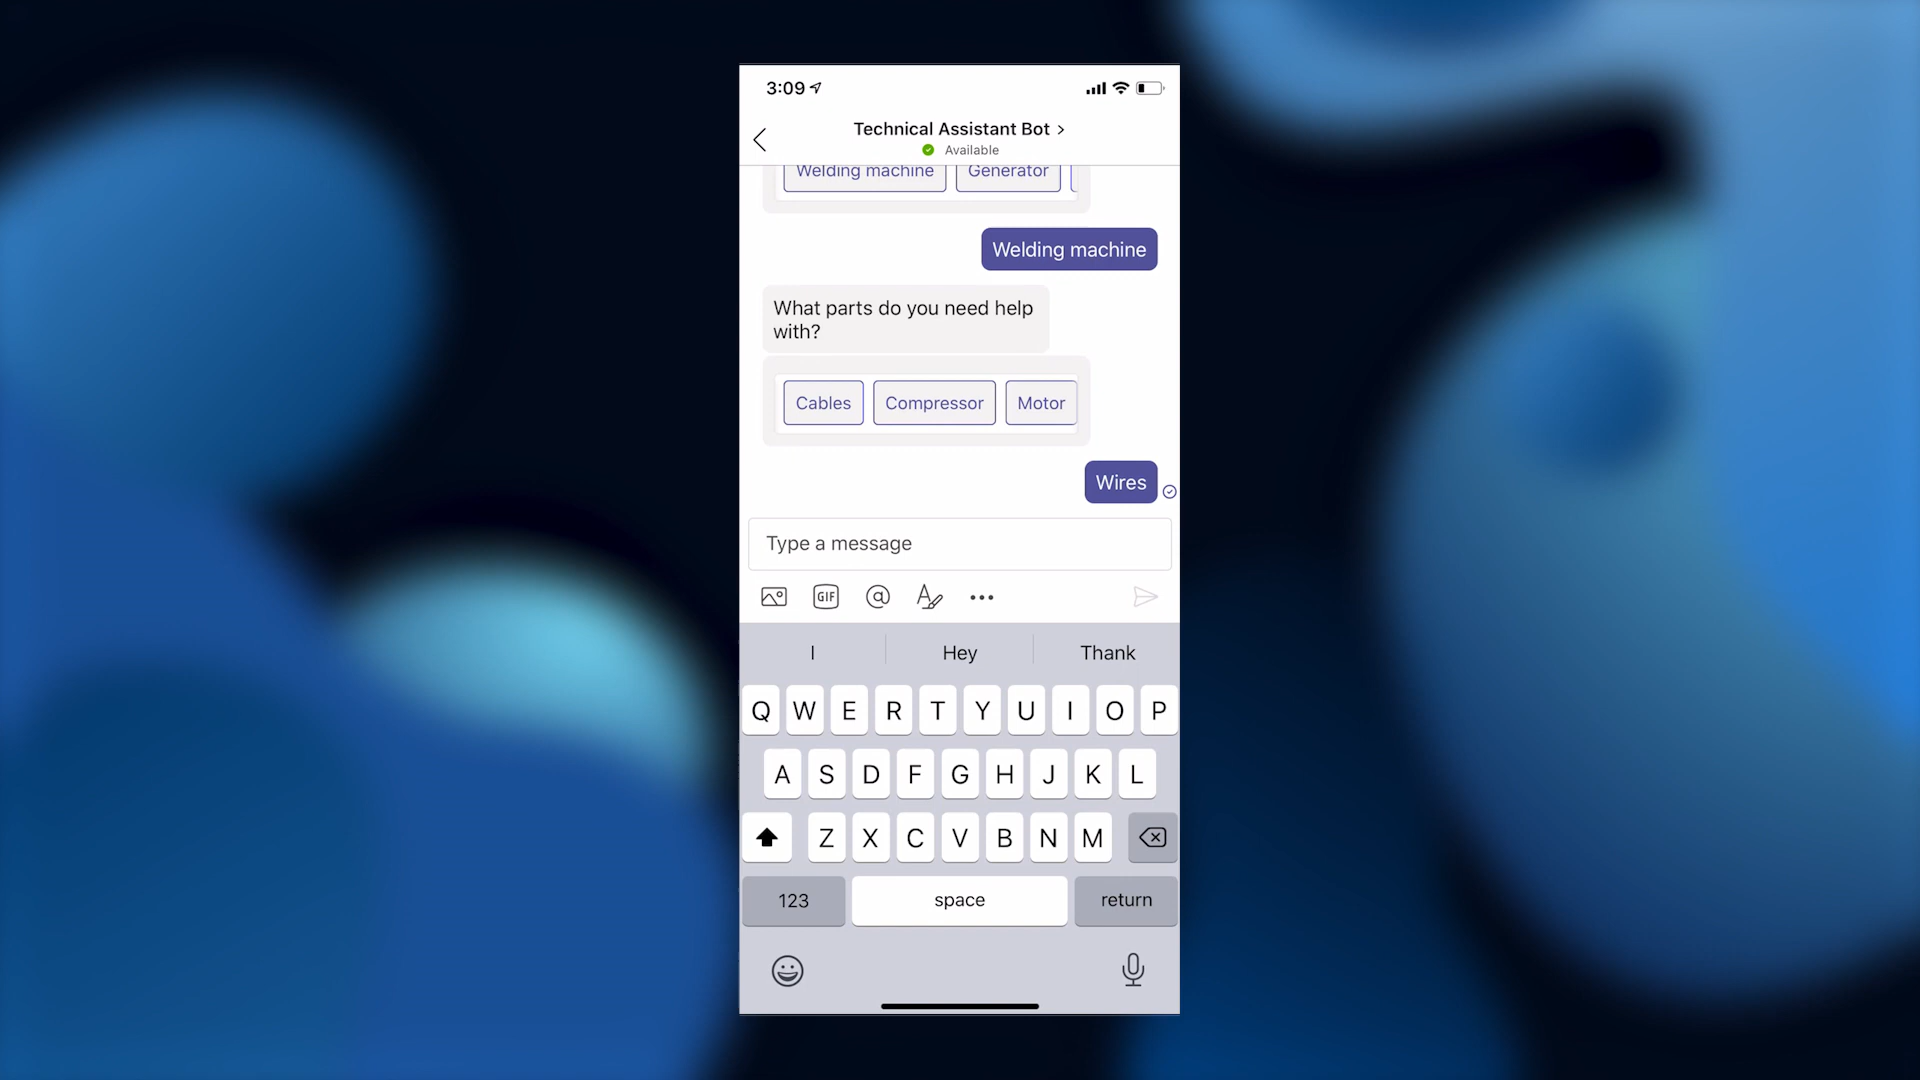 3:09
Technical Assistant Bot >
Available
Welding machine
Generator
Welding machine
What parts do you need help
with?
Cables
Compressor
Motor
Wires
Type a message
GIF
@
I
Hey
Thank
Q W E R T Y U I O P
A S D F G H J K L
Z X C V B N M
123
space
return